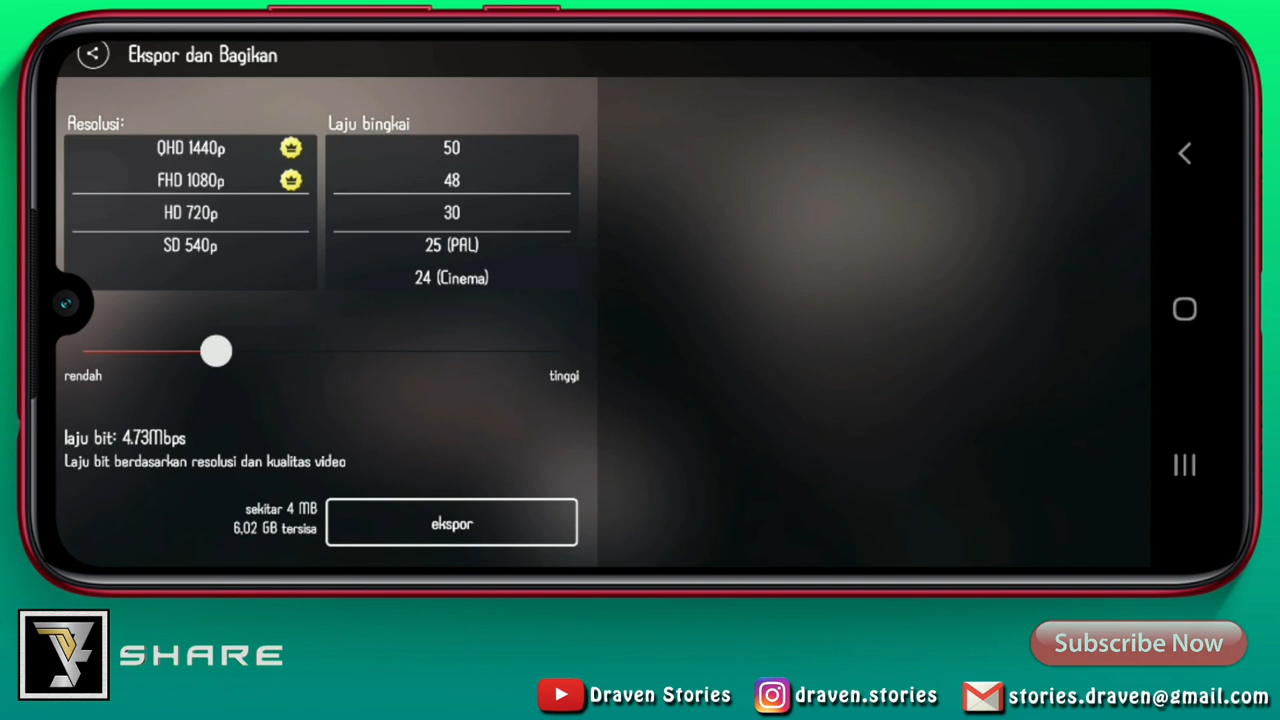 Ekspor dan Bagikan
Resolusi:
QHD 1440p
FHD 1080p
HD 720p
SD 540p
Laju bingkai
50
48
30
25 (PAL)
24 (Cinema)
rendah
tinggi
laju bit: 4.73Mbps
Laju bit berdasarkan resolusi dan kualitas video
sekitar 4 MB
6,02 GB tersisa
ekspor
SHARE
Subscribe Now
Draven Stories
draven.stories
stories.draven@gmail.com